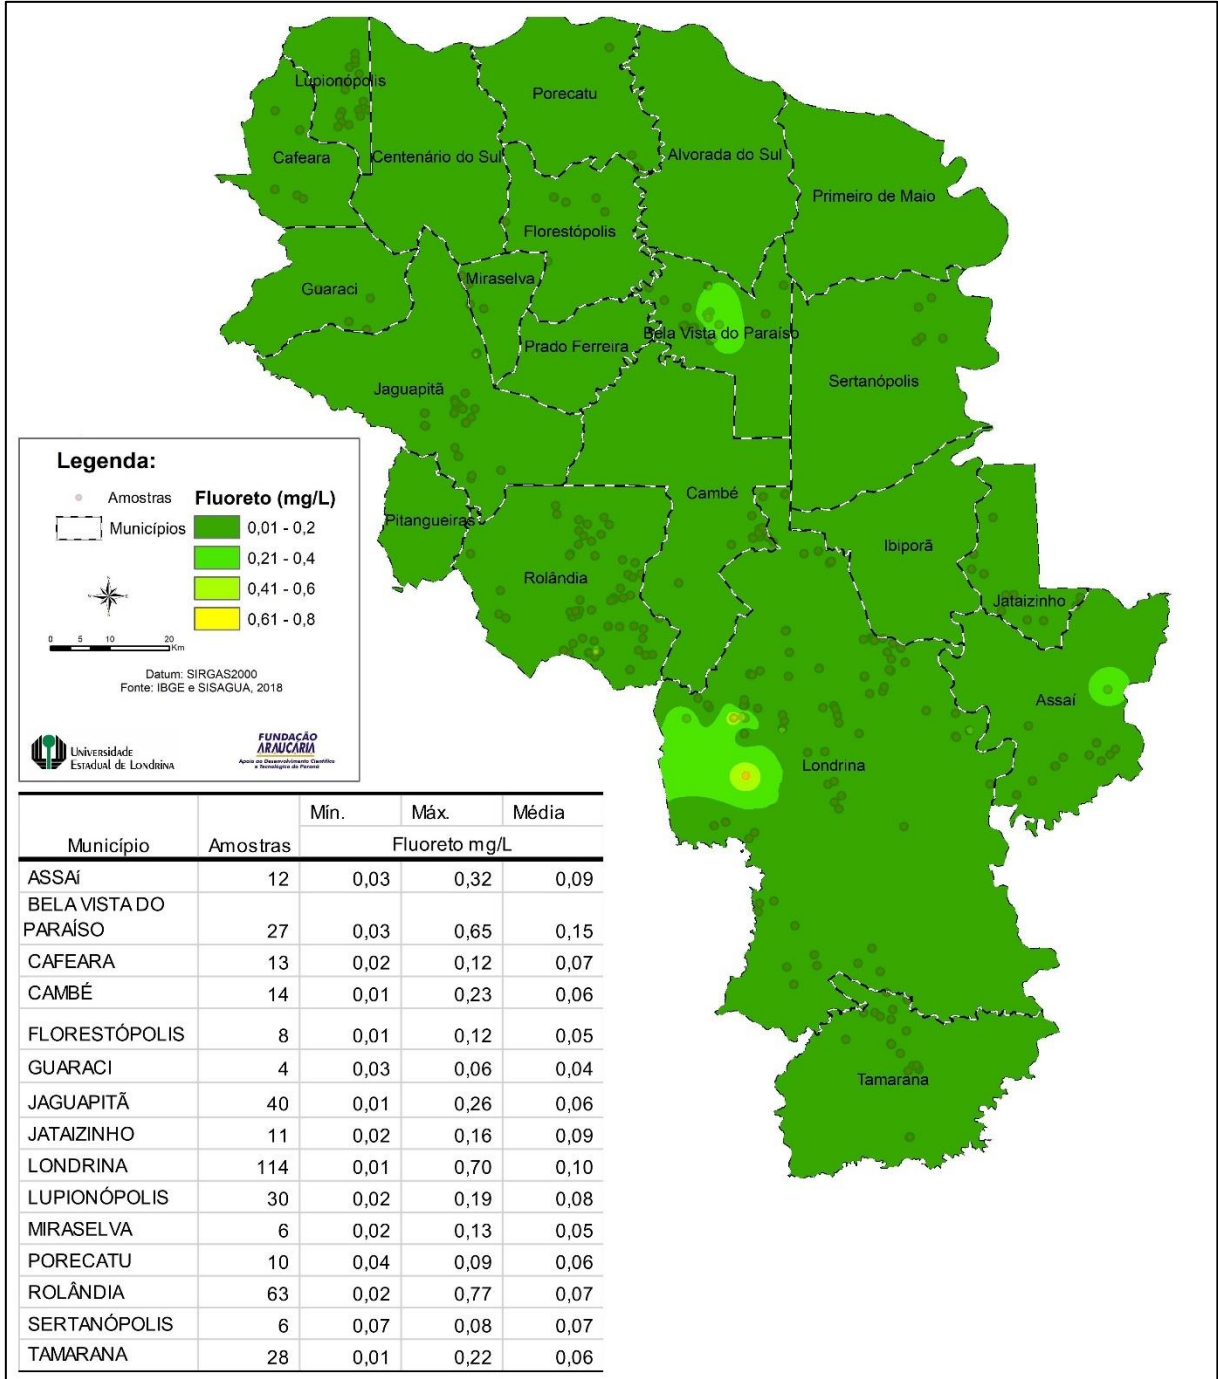 Lupionópolis
Porecatu
Cafeara
Centenário do Sul
Alvorada do Sul
Primeiro de Maio
Florestópolis
Guaraci
Miraselva
Bela Vista do Paraíso
Prado Ferreira
Jaguapitã
Sertanópolis
Cambé
Pitangueiras
Ibiporã
Rolândia
Jataizinho
Assaí
Londrina
Tamarana
Legenda:
Amostras
Municípios
Fluoreto (mg/L)
0,01 - 0,2
0,21 - 0,4
0,41 - 0,6
0,61 - 0,8
0 5 10 20
Km
Datum: SIRGAS2000
Fonte: IBGE e SISAGUA, 2018
Universidade
Estadual de Londrina
FUNDAÇÃO
ARAUCÁRIA
Apoio ao Desenvolvimento Científico
e Tecnológico do Paraná
Mín. Máx. Média
Município Amostras Fluoreto mg/L
ASSAí 12 0,03 0,32 0,09
BELA VISTA DO
PARAÍSO 27 0,03 0,65 0,15
CAFEARA 13 0,02 0,12 0,07
CAMBÉ 14 0,01 0,23 0,06
FLORESTÓPOLIS 8 0,01 0,12 0,05
GUARACI 4 0,03 0,06 0,04
JAGUAPITÃ 40 0,01 0,26 0,06
JATAIZINHO 11 0,02 0,16 0,09
LONDRINA 114 0,01 0,70 0,10
LUPIONÓPOLIS 30 0,02 0,19 0,08
MIRASELVA 6 0,02 0,13 0,05
PORECATU 10 0,04 0,09 0,06
ROLÂNDIA 63 0,02 0,77 0,07
SERTANÓPOLIS 6 0,07 0,08 0,07
TAMARANA 28 0,01 0,22 0,06